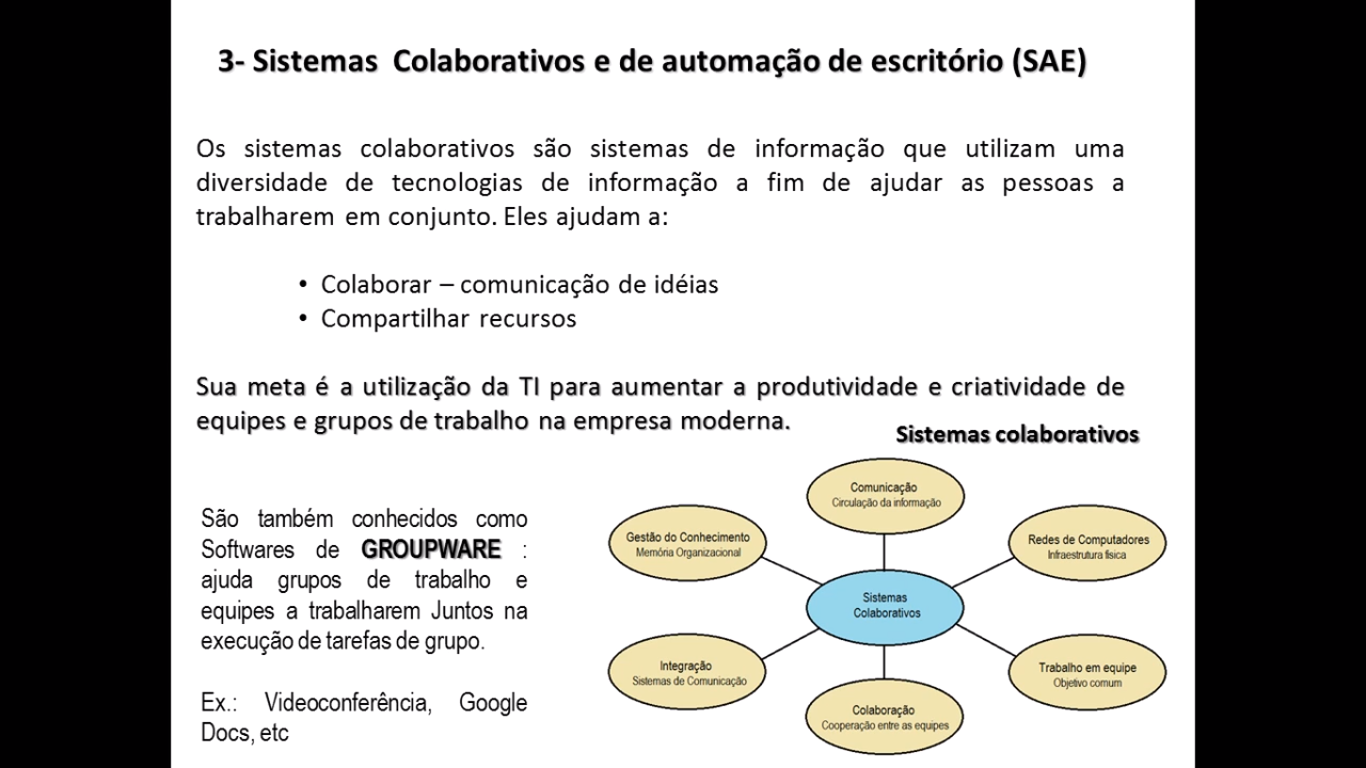 3- Sistemas Colaborativos e de automação de escritório (SAE)
Os sistemas colaborativos são sistemas de informação que utilizam uma
diversidade de tecnologias de informação a fim de ajudar as pessoas a
trabalharem em conjunto. Eles ajudam a:
• Colaborar – comunicação de idéias
• Compartilhar recursos
Sua meta é a utilização da TI para aumentar a produtividade e criatividade de
equipes e grupos de trabalho na empresa moderna.
São também conhecidos como
Softwares de GROUPWARE :
ajuda grupos de trabalho e
equipes a trabalharem Juntos na
execução de tarefas de grupo.
Ex.: Videoconferência, Google
Docs, etc
Sistemas colaborativos
Comunicação
Circulação da informação
Gestão do Conhecimento
Memória Organizacional
Redes de Computadores
Infraestrutura física
Sistemas
Colaborativos
Integração
Sistemas de Comunicação
Trabalho em equipe
Objetivo comum
Colaboração
Cooperação entre as equipes